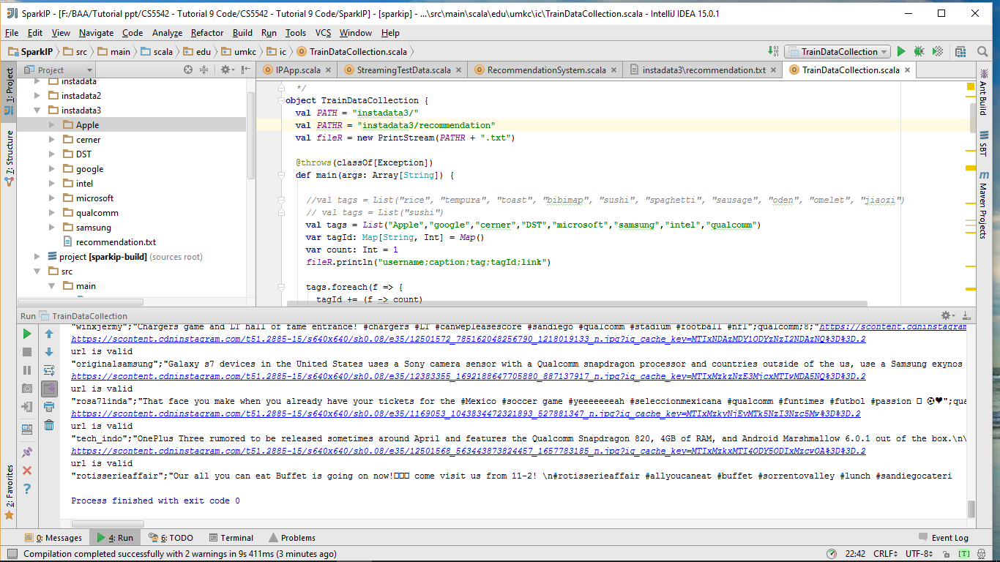 SparkIP - [F:/BAA/Tutorial ppt/CS5542 - Tutorial 9 Code/CS5542 - Tutorial 9 Code/SparkIP] - [sparkip] - ...\src\main\scala\edu\umkc\ic\TrainDataCollection.scala - IntelliJ IDEA 15.0.1
File Edit View Navigate Code Analyze Refactor Build Run Tools VCS Window Help
SparkIP src main scala edu umkc ic TrainDataCollection.scala
TrainDataCollection
Project
IPApp.scala StreamingTestData.scala RecommendationSystem.scala instadata3\recommendation.txt TrainDataCollection.scala
1: Project
7: Structure
2: Favorites
instadata
instadata2
instadata3
Apple
cerner
DST
google
intel
microsoft
qualcomm
samsung
recommendation.txt
project [sparkip-build] (sources root)
src
main
*/
object TrainDataCollection {
val PATH = "instadata3/"
val PATHR = "instadata3/recommendation"
val fileR = new PrintStream(PATHR + ".txt")
@throws(classOf[Exception])
def main(args: Array[String]) {
//val tags = List("rice", "tempura", "toast", "bibimap", "sushi", "spaghetti", "sausage", "oden", "omelet", "jiaozi")
// val tags = List("sushi")
val tags = List("Apple","google","cerner","DST","microsoft","samsung","intel","qualcomm")
var tagId: Map[String, Int] = Map()
var count: Int = 1
fileR.println("username;caption;tag;tagId;link")
tags.foreach(f => {
tagId += (f -> count)
Ant Build
SBT
Maven Projects
Run TrainDataCollection
"winxjermy";"Chargers game and LT hall of fame entrance! #chargers #LT #canwepleasescore #sandiego #qualcomm #stadium #football #nfl";qualcomm;8;"https://scontent.cdninstagram
https://scontent.cdninstagram.com/t51.2885-15/s640x640/sh0.08/e35/12501572_785162048256790_1218019133_n.jpg?ig_cache_key=MTIxNDAzMDY1ODYzNzI2NDAzNQ%3D%3D.2
url is valid
"originalsamsung";"Galaxy s7 devices in the United States uses a Sony camera sensor with a Qualcomm snapdragon processor and countries outside of the us, use a Samsung exynos
https://scontent.cdninstagram.com/t51.2885-15/s640x640/sh0.08/e35/12383355_1692188647705880_887137917_n.jpg?ig_cache_key=MTIxMzkzNzE3MjcxMTIwMDA5NQ%3D%3D.2
url is valid
"rosa7linda";"That face you make when you already have your tickets for the #Mexico #soccer game #yeeeeeeah #seleccionmexicana #qualcomm #funtimes #futbol #passion ⚽♥";qua
https://scontent.cdninstagram.com/t51.2885-15/s640x640/sh0.08/e35/1169053_1043834472321893_527881347_n.jpg?ig_cache_key=MTIxMzkyNjEyMTk5NzI3Nzc5Mw%3D%3D.2
url is valid
"tech_indo";"OnePlus Three rumored to be released sometimes around April and features the Qualcomm Snapdragon 820, 4GB of RAM, and Android Marshmallow 6.0.1 out of the box.\n\
https://scontent.cdninstagram.com/t51.2885-15/s640x640/sh0.08/e35/12501568_563443873824457_1657783185_n.jpg?ig_cache_key=MTIxMzkxMTI4ODY5ODIxMzcwOA%3D%3D.2
url is valid
"rotisserieaffair";"Our all you can eat Buffet is going on now! come visit us from 11-2! \n#rotisserieaffair #allyoucaneat #buffet #sorrentovalley #lunch #sandiegocateri
Process finished with exit code 0
0: Messages 4: Run 6: TODO Terminal Problems Event Log
Compilation completed successfully with 2 warnings in 9s 411ms (3 minutes ago) 22:42 CRLF UTF-8 [T]